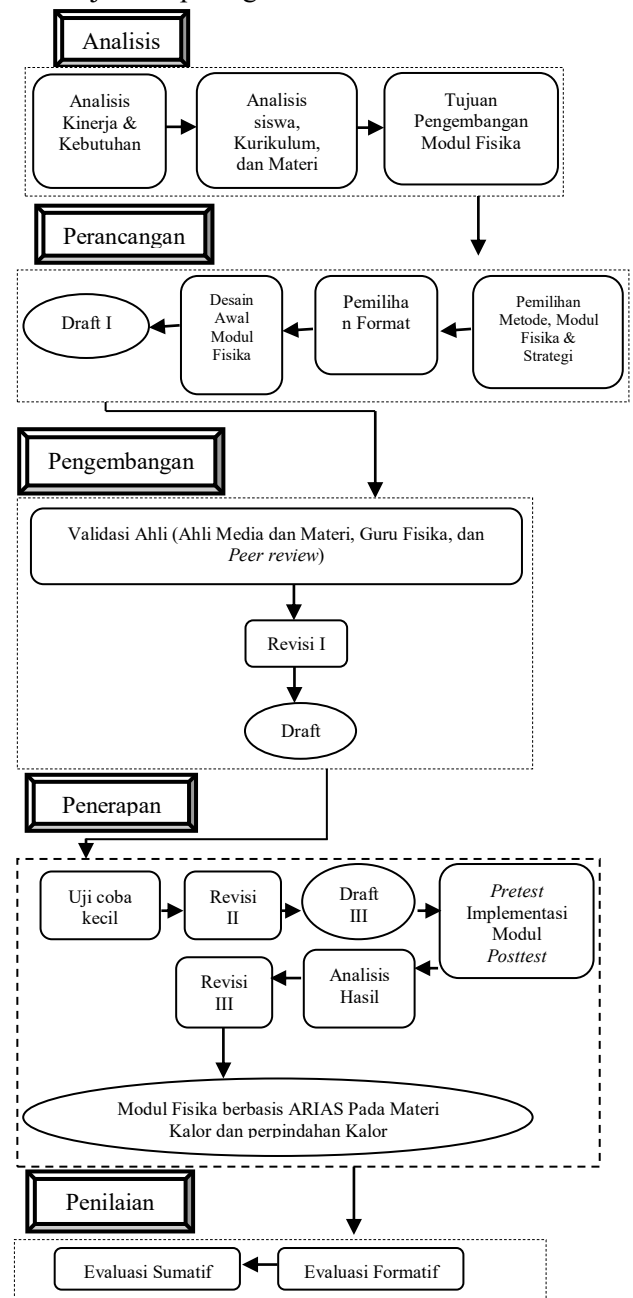 Analisis
Analisis
Kinerja &
Kebutuhan
Analisis
siswa,
Kurikulum,
dan Materi
Tujuan
Pengembangan
Modul Fisika
Perancangan
Draft I
Desain
Awal
Modul
Fisika
Pemiliha
n Format
Pemilihan
Metode, Modul
Fisika &
Strategi
Pengembangan
Validasi Ahli (Ahli Media dan Materi, Guru Fisika, dan
Peer review)
Revisi I
Draft
Penerapan
Uji coba
kecil
Revisi
II
Draft
III
Pretest
Implementasi
Modul
Posttest
Revisi
III
Analisis
Hasil
Modul Fisika berbasis ARIAS Pada Materi
Kalor dan perpindahan Kalor
Penilaian
Evaluasi Sumatif
Evaluasi Formatif